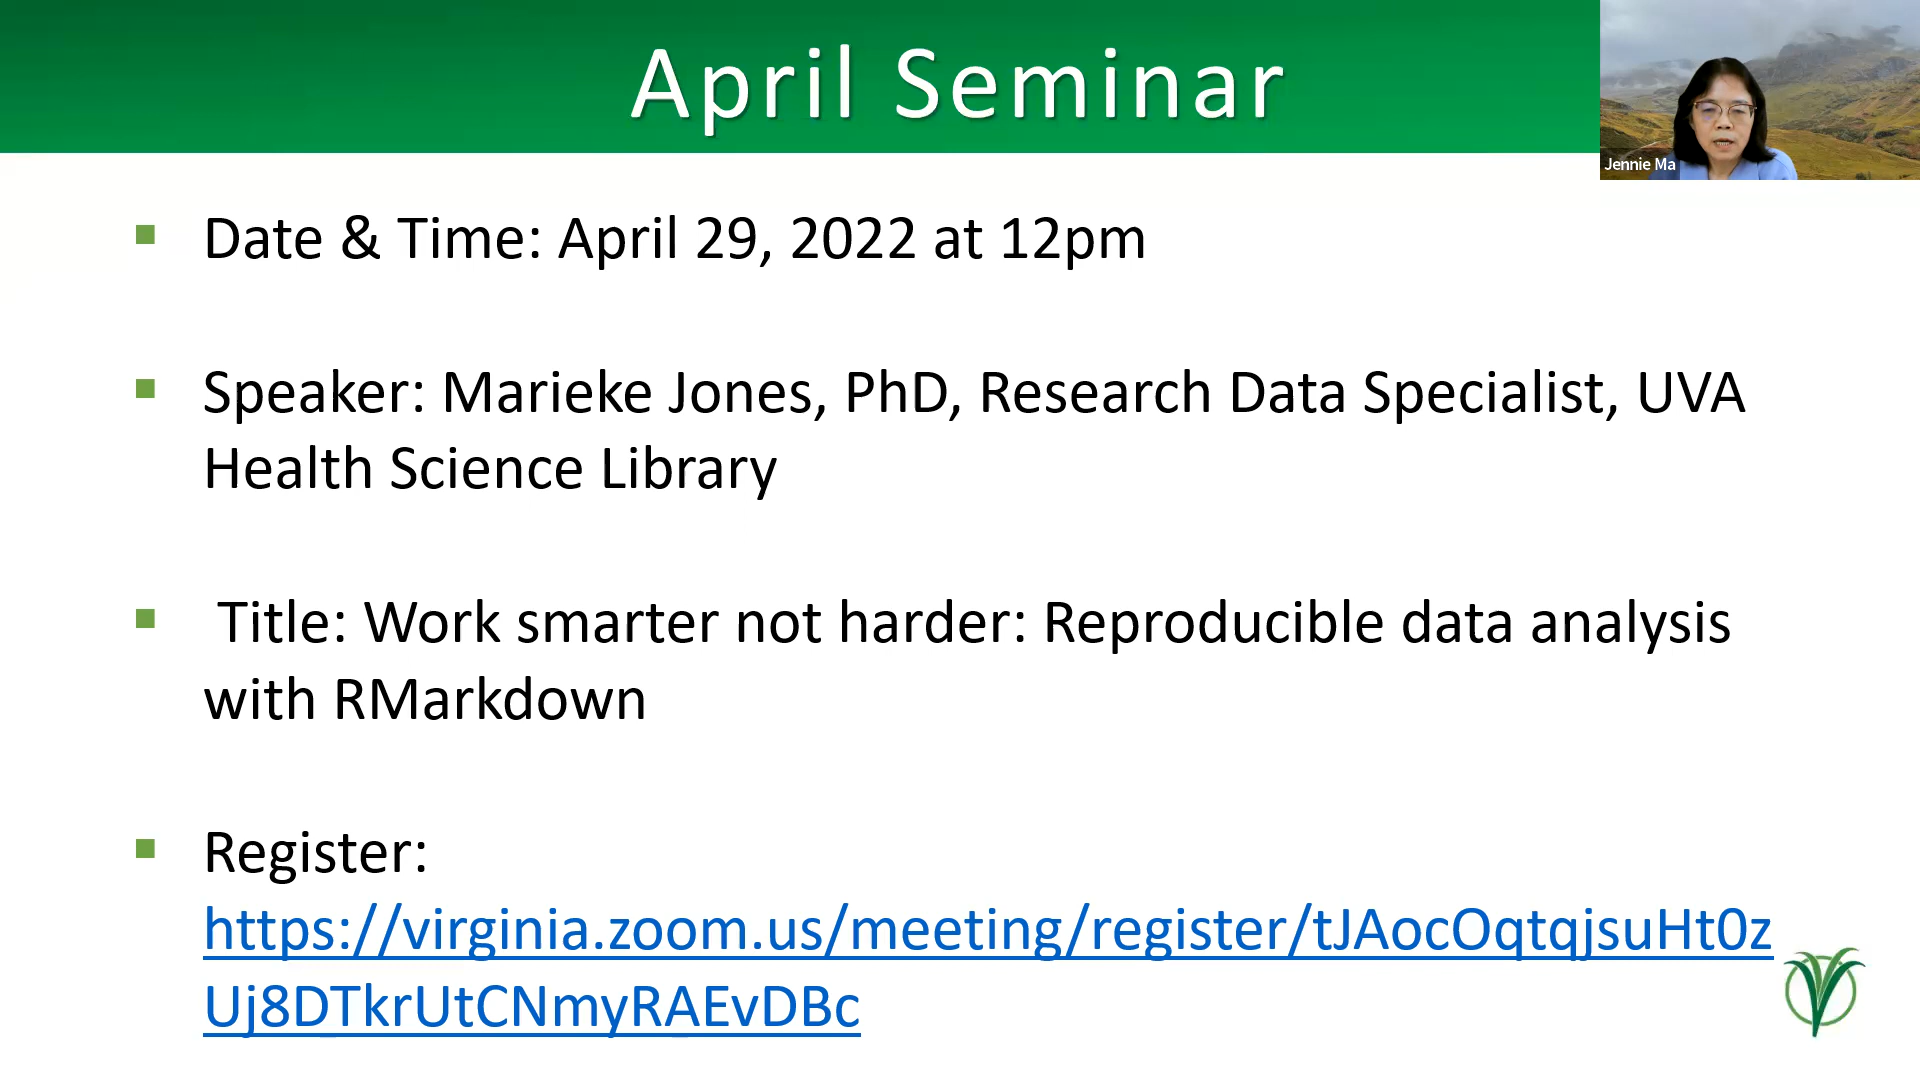 April Seminar
Jennie Ma
Date & Time: April 29, 2022 at 12pm
Speaker: Marieke Jones, PhD, Research Data Specialist, UVA
Health Science Library
Title: Work smarter not harder: Reproducible data analysis
with RMarkdown
Register:
https://virginia.zoom.us/meeting/register/tJAocOqtqjsuHt0z
Uj8DTkrUtCNmyRAEvDBc